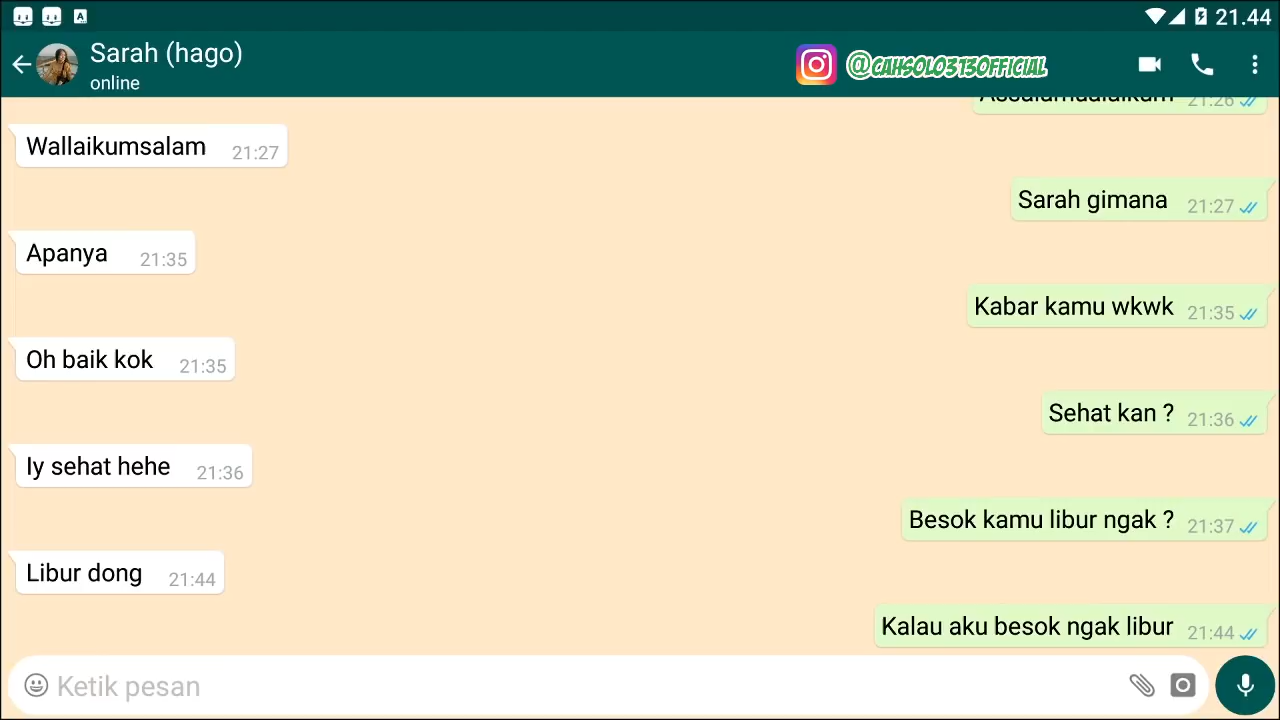 A
21.44
Sarah (hago)
online
@CAHSOLO313OFFICIAL
Assalamualaikum 21:26
Wallaikumsalam 21:27
Sarah gimana 21:27
Apanya 21:35
Kabar kamu wkwk 21:35
Oh baik kok 21:35
Sehat kan ? 21:36
Iy sehat hehe 21:36
Besok kamu libur ngak ? 21:37
Libur dong 21:44
Kalau aku besok ngak libur 21:44
Ketik pesan